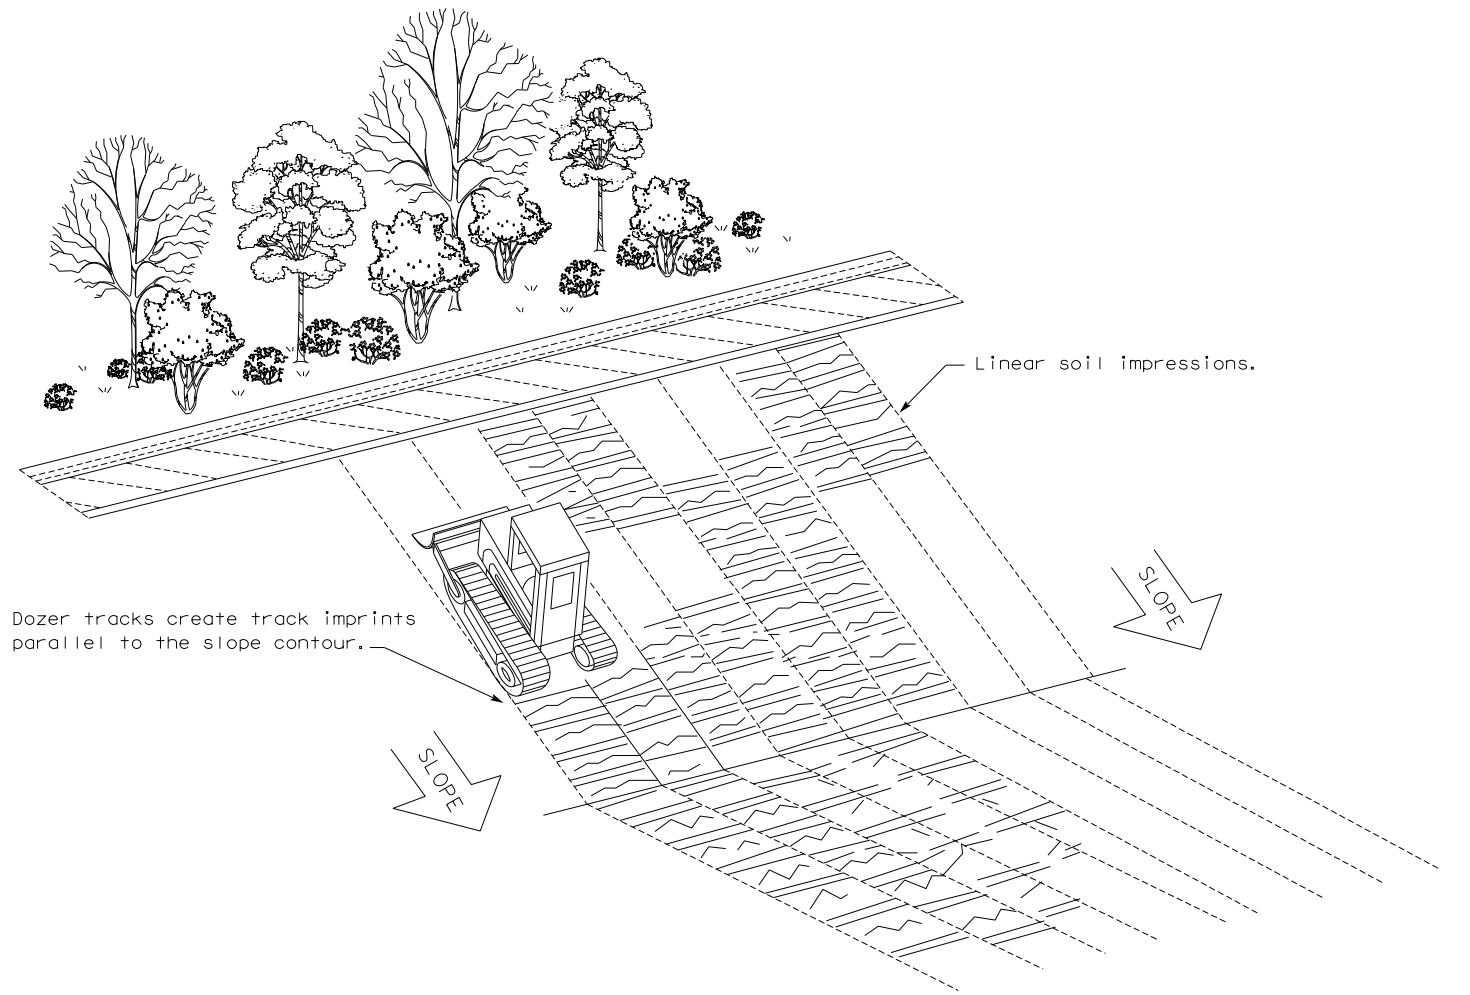 Linear soil impressions.
SLOPE
Dozer tracks create track imprints
parallel to the slope contour.
SLOPE